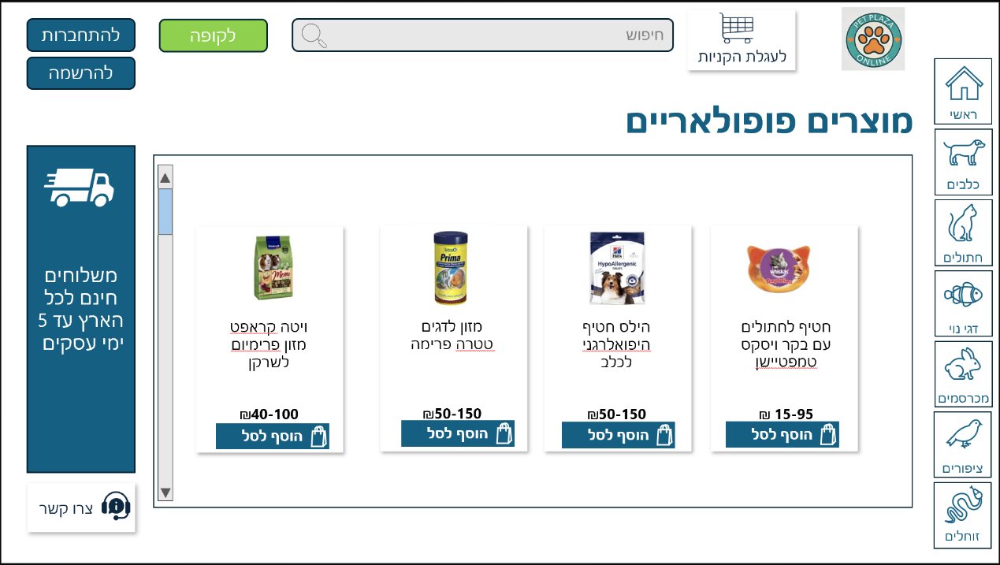 PET PLAZA
ONLINE
לעגלת הקניות
חיפוש
לקופה
להתחברות
להרשמה
ראשי
כלבים
חתולים
דגי נוי
מכרסמים
ציפורים
זוחלים
מוצרים פופולאריים
whiskas
Temptations
חטיף לחתולים
עם בקר ויסקס
טמפטיישן
15-95 ₪
הוסף לסל
Hill's
HypoAllergenic
TREATS
הילס חטיף
היפואלרגני
לכלב
50-150₪
הוסף לסל
Tetra
Prima
מזון לדגים
טטרה פרימה
50-150₪
הוסף לסל
Vitakraft
Menu
ויטה קראפט
מזון פרימיום
לשרקן
40-100₪
הוסף לסל
משלוחים
חינם לכל
הארץ עד 5
ימי עסקים
צרו קשר